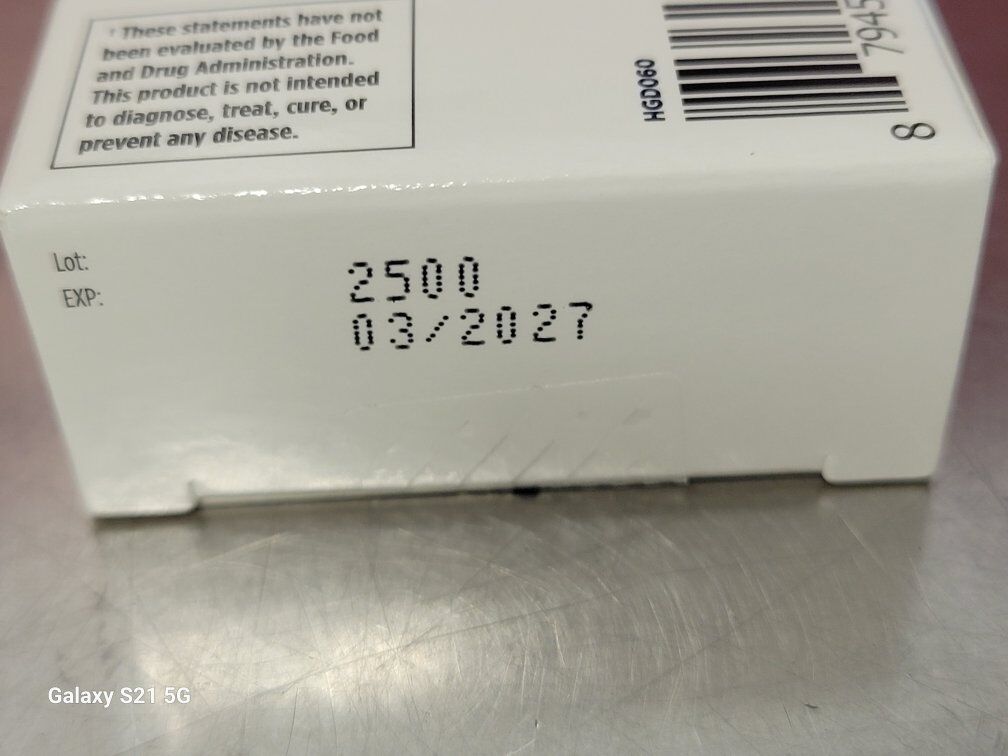 † These statements have not
been evaluated by the Food
and Drug Administration.
This product is not intended
to diagnose, treat, cure, or
prevent any disease.
HGD060
8 7945
Lot:
2500
EXP:
03/2027
Galaxy S21 5G